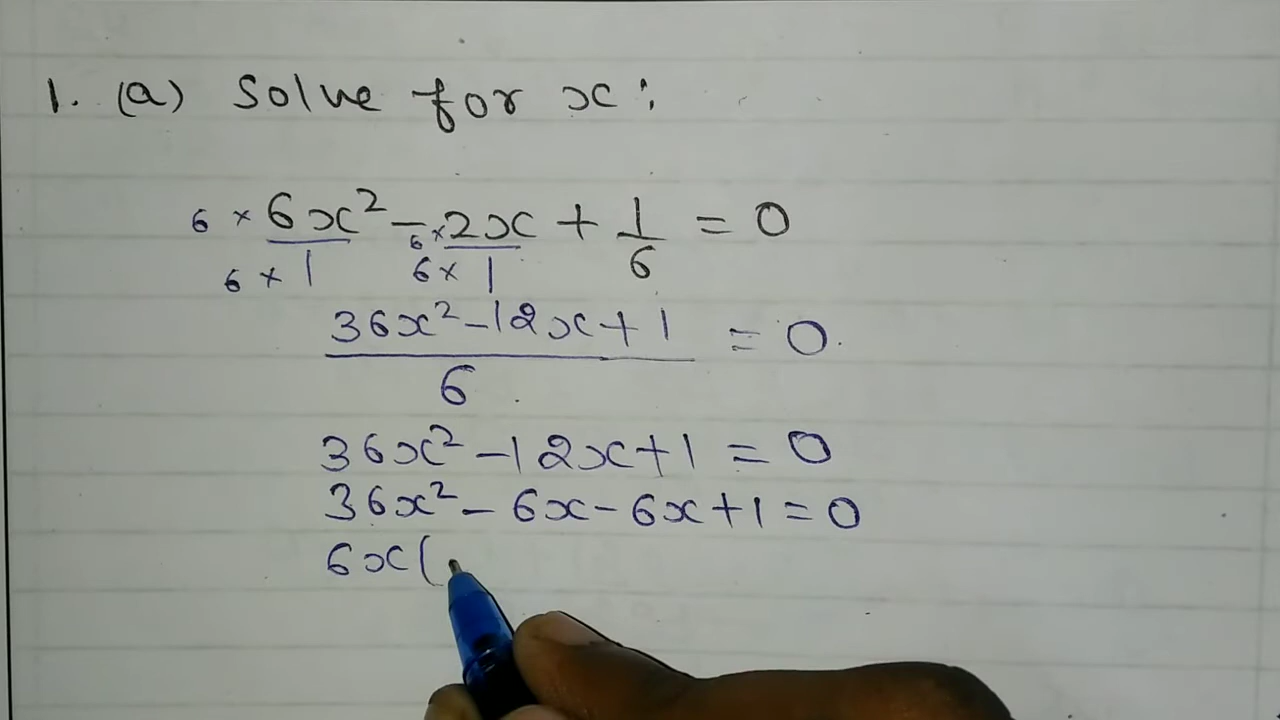 1. (a) Solve for x:
6 × 6x² - 6 × 2x + 1 = 0
6 × 1 6 × 1 6
36x² - 12x + 1 = 0.
6 .
36x² - 12x + 1 = 0
36x² - 6x - 6x + 1 = 0
6x(